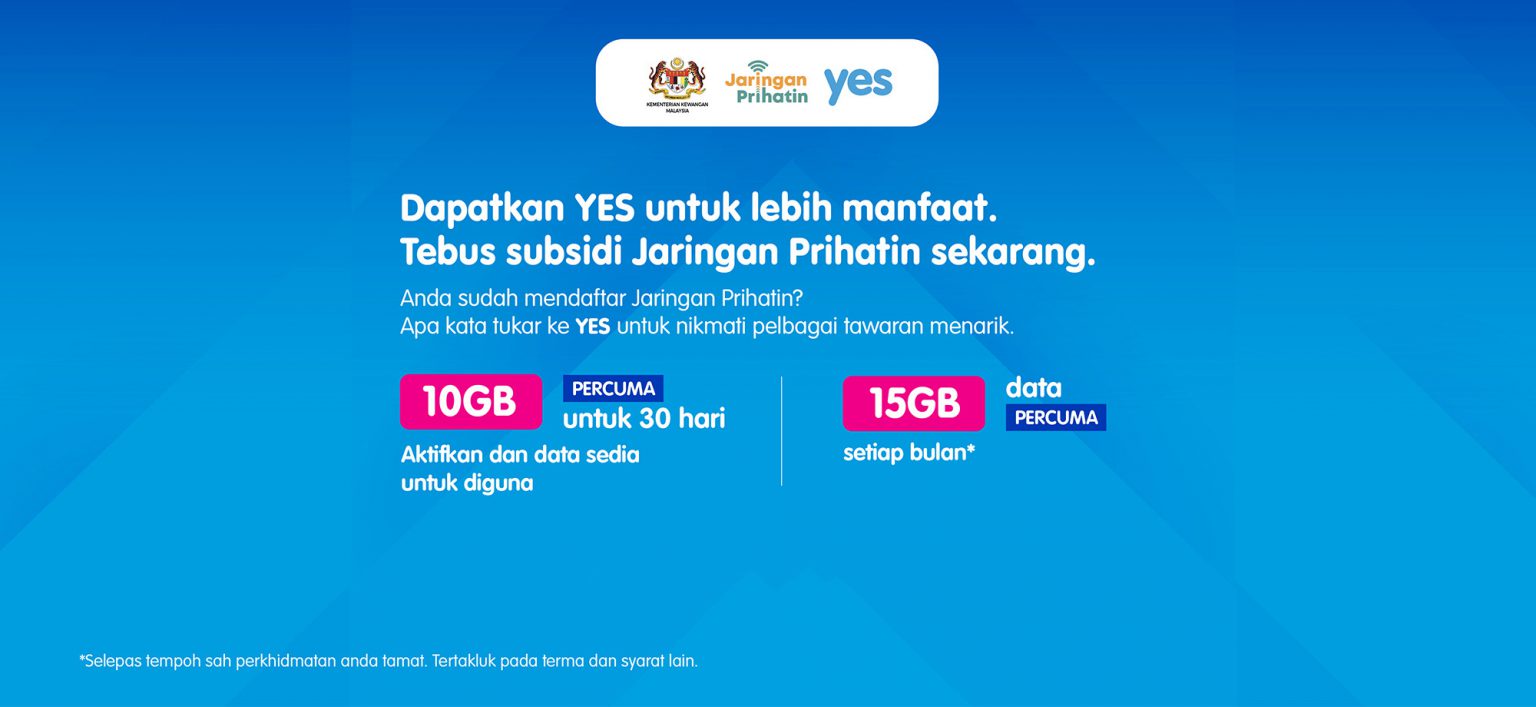 KEMENTERIAN KEWANGAN
MALAYSIA
Jaringan
Prihatin
yes
Dapatkan YES untuk lebih manfaat.
Tebus subsidi Jaringan Prihatin sekarang.
Anda sudah mendaftar Jaringan Prihatin?
Apa kata tukar ke YES untuk nikmati pelbagai tawaran menarik.
10GB
PERCUMA
untuk 30 hari
Aktifkan dan data sedia
untuk diguna
15GB
data
PERCUMA
setiap bulan*
*Selepas tempoh sah perkhidmatan anda tamat. Tertakluk pada terma dan syarat lain.